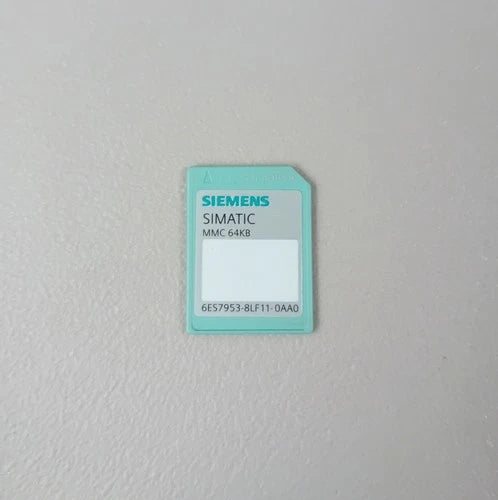 SIEMENS
SIMATIC
MMC 64KB
6ES7953-8LF11-0AA0